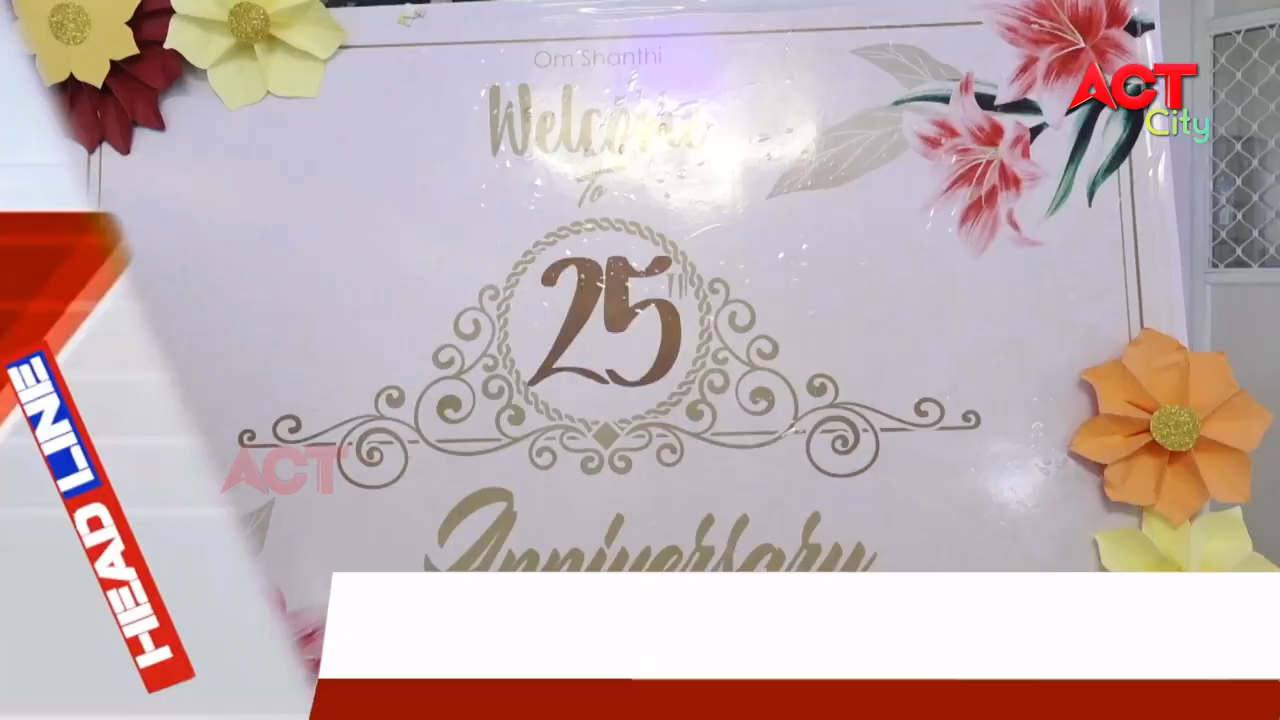 Om Shanthi
Welcome
To
25TH
Anniversary
ACT
City
ACT
HEAD LINE